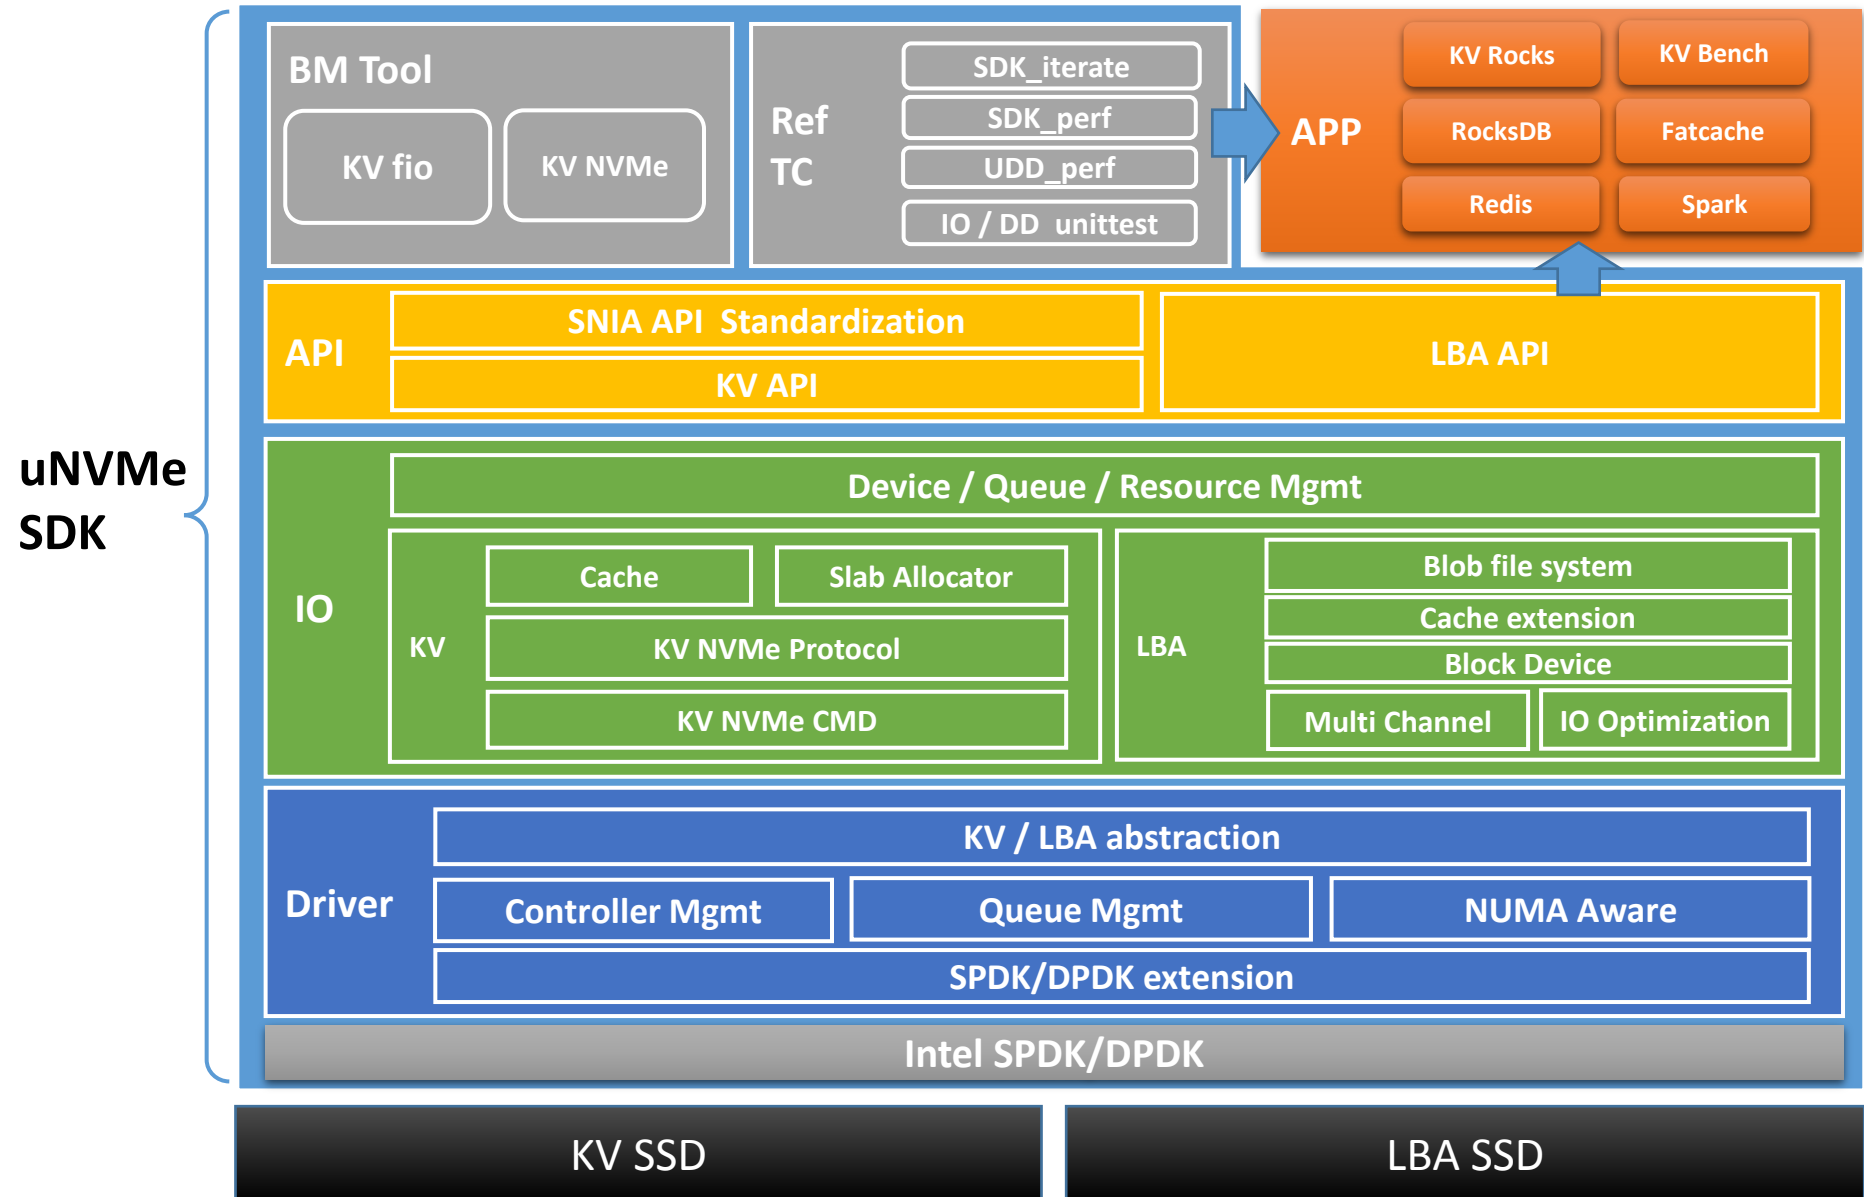 uNVMe
SDK
BM Tool
KV fio
KV NVMe
Ref
TC
SDK_iterate
SDK_perf
UDD_perf
IO / DD unittest
APP
KV Rocks
KV Bench
RocksDB
Fatcache
Redis
Spark
API
SNIA API Standardization
KV API
LBA API
IO
Device / Queue / Resource Mgmt
KV
Cache
Slab Allocator
KV NVMe Protocol
KV NVMe CMD
LBA
Blob file system
Cache extension
Block Device
Multi Channel
IO Optimization
Driver
KV / LBA abstraction
Controller Mgmt
Queue Mgmt
NUMA Aware
SPDK/DPDK extension
Intel SPDK/DPDK
KV SSD
LBA SSD